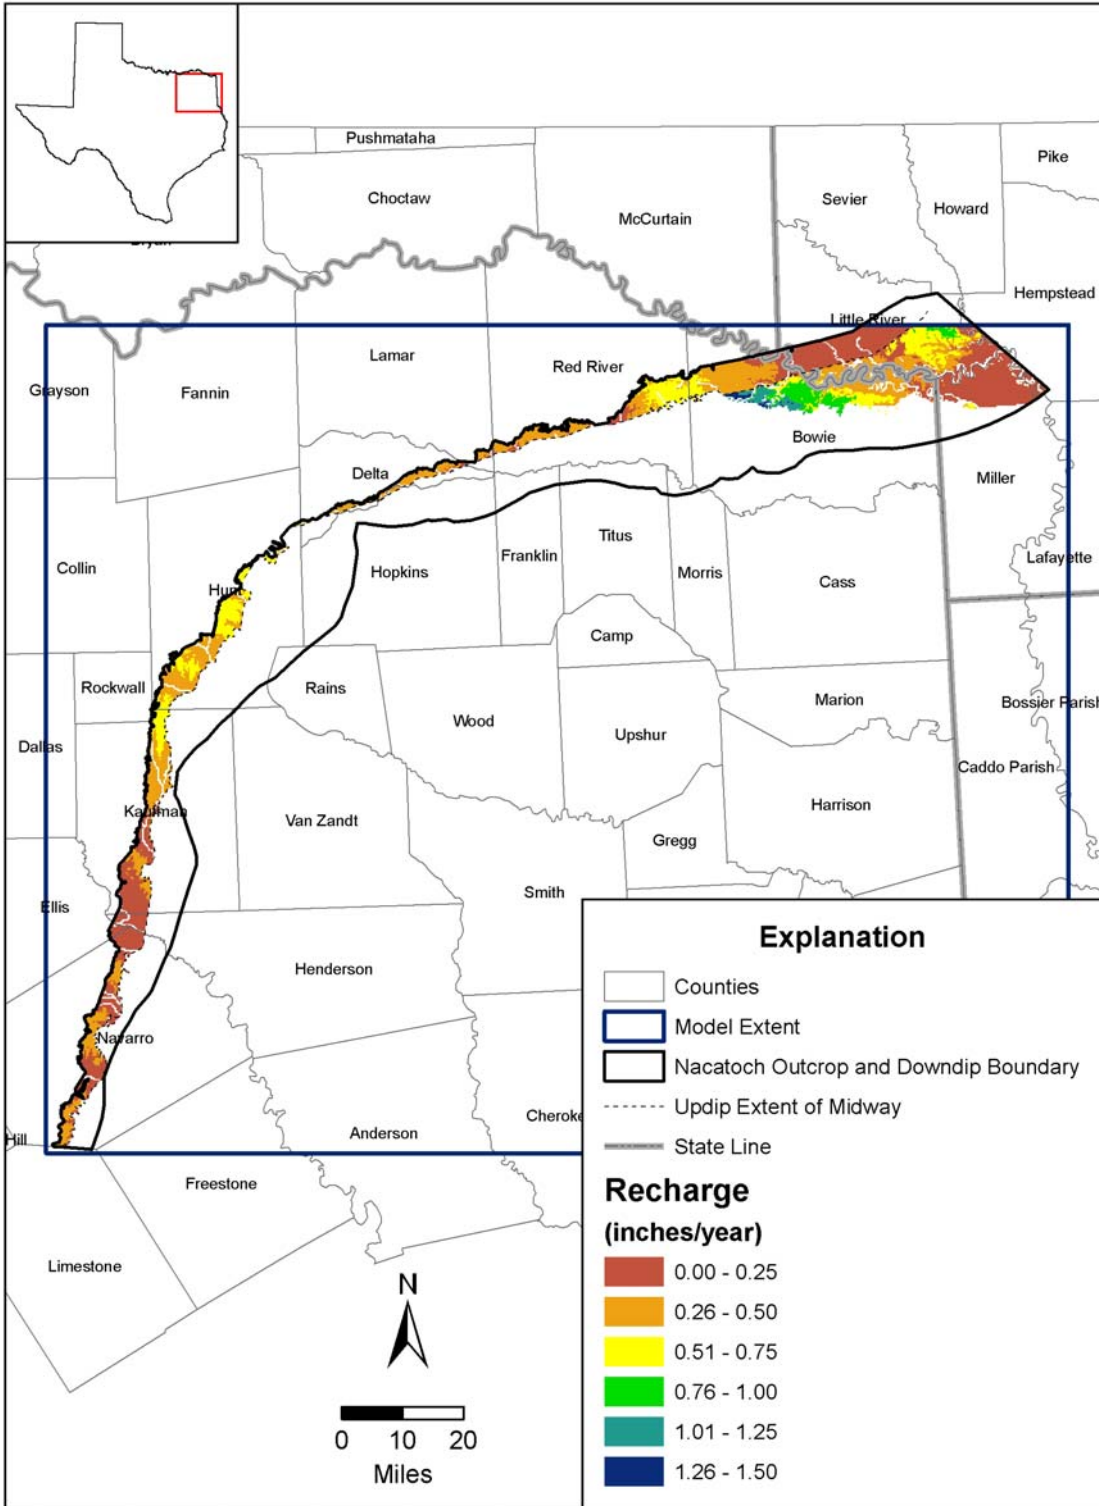 Pushmataha
Pike
Choctaw
Sevier
Howard
McCurtain
Bryan
Hempstead
Little River
Lamar
Red River
Grayson
Fannin
Bowie
Delta
Miller
Titus
Franklin
Lafayette
Collin
Hopkins
Morris
Cass
Hunt
Camp
Rockwall
Rains
Marion
Bossier Parish
Wood
Upshur
Dallas
Caddo Parish
Kaufman
Van Zandt
Harrison
Gregg
Smith
Ellis
Henderson
Navarro
Cheroke
Hill
Anderson
Freestone
Limestone
N
0 10 20
Miles
Explanation
Counties
Model Extent
Nacatoch Outcrop and Downdip Boundary
Updip Extent of Midway
State Line
Recharge
(inches/year)
0.00 - 0.25
0.26 - 0.50
0.51 - 0.75
0.76 - 1.00
1.01 - 1.25
1.26 - 1.50